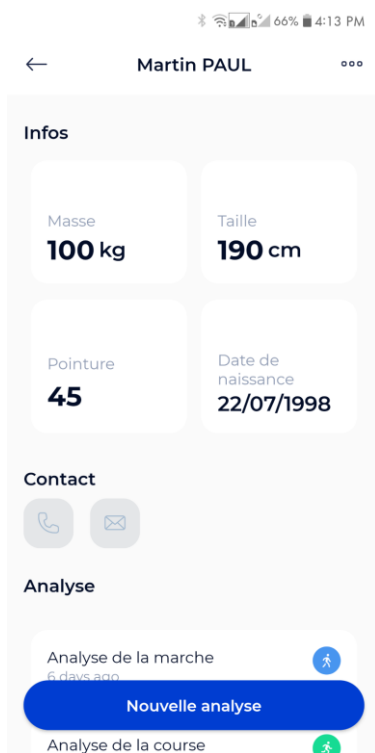 66% 4:13 PM
Martin PAUL
Infos
Masse
100 kg
Taille
190 cm
Pointure
45
Date de
naissance
22/07/1998
Contact
Analyse
Analyse de la marche
6 days ago
Nouvelle analyse
Analyse de la course